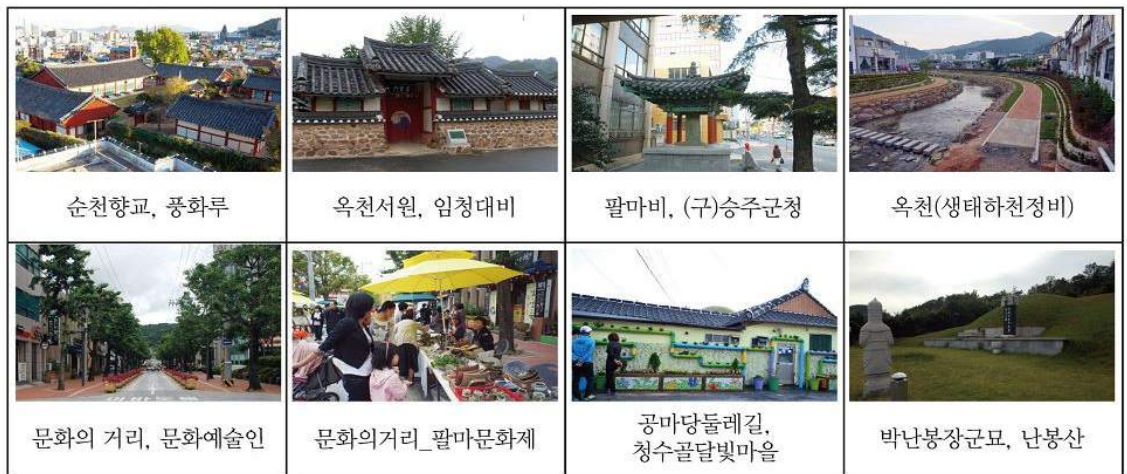 순천향교, 풍화루
옥천서원, 임청대비
팔마비, (구)승주군청
옥천(생태하천정비)
문화의 거리, 문화예술인
문화의거리_팔마문화제
공마당둘레길,
청수골달빛마을
박난봉장군묘, 난봉산